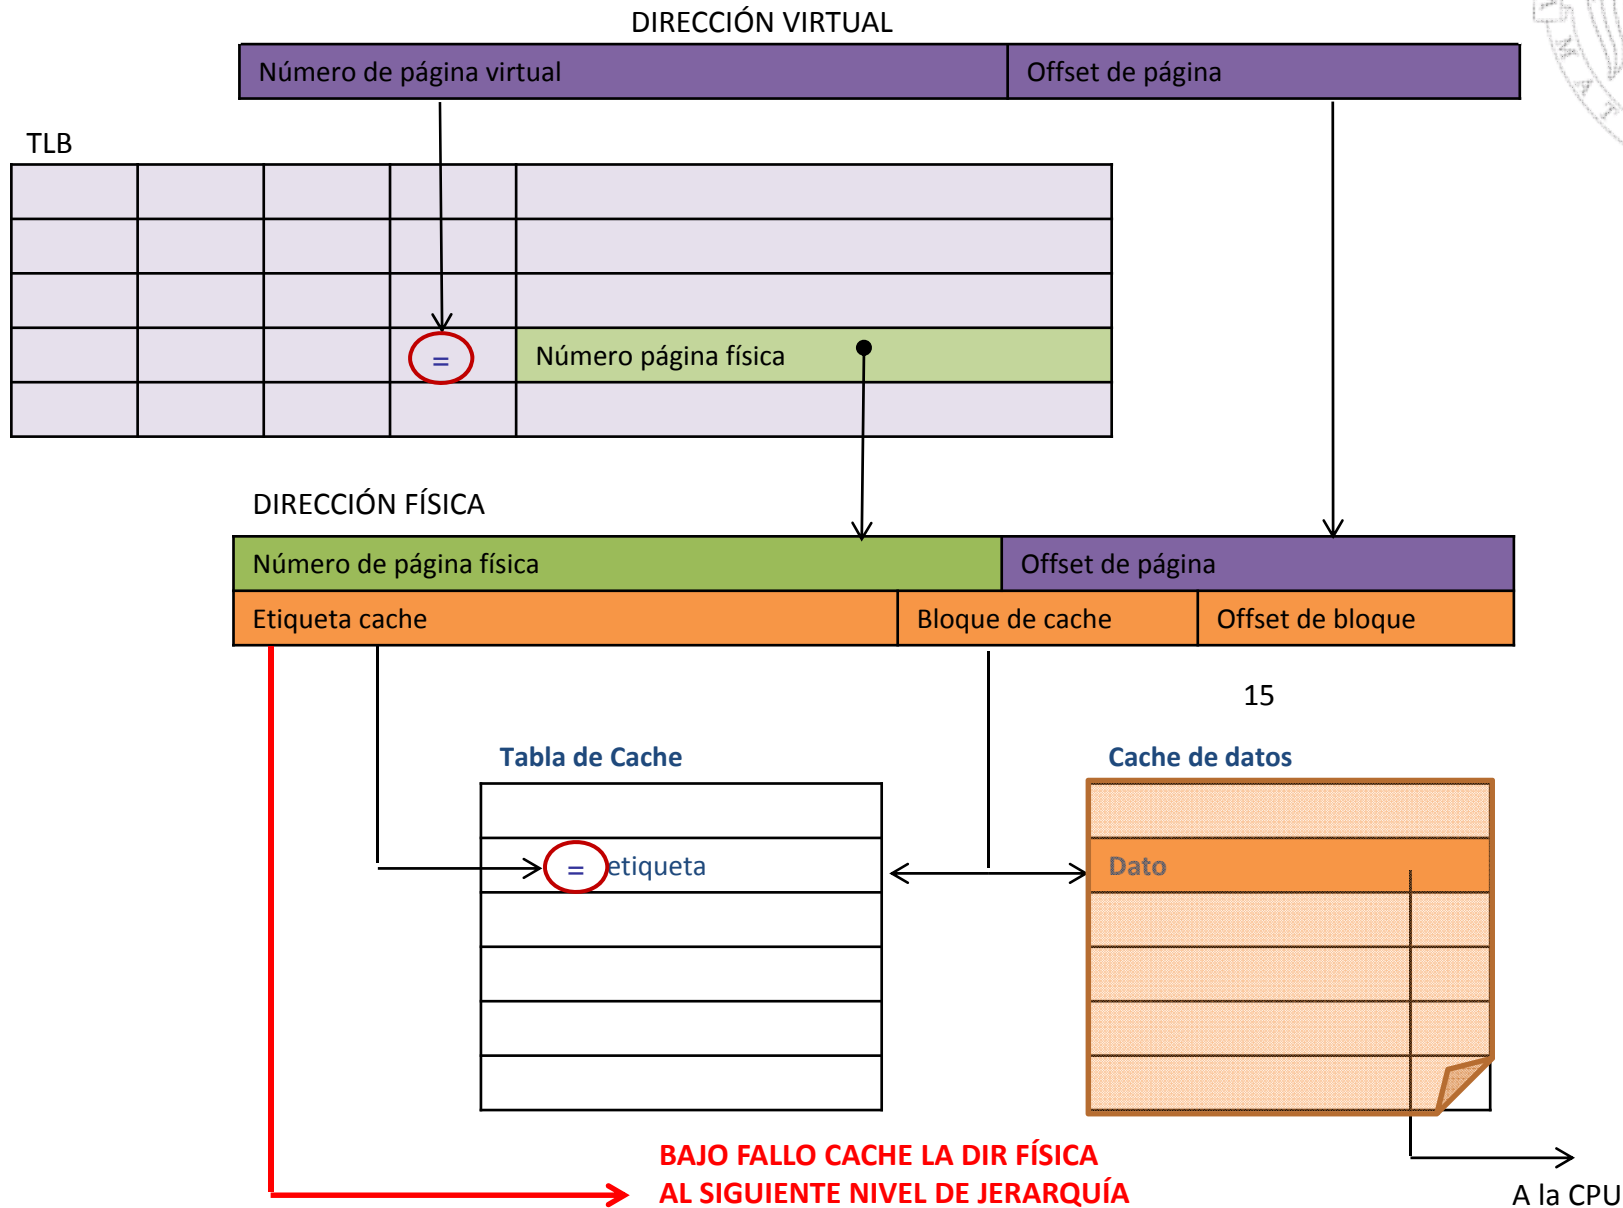 DIRECCIÓN VIRTUAL
Número de página virtual
Offset de página
TLB
=
Número página física
DIRECCIÓN FÍSICA
Número de página física
Offset de página
Etiqueta cache
Bloque de cache
Offset de bloque
15
Tabla de Cache
Cache de datos
= etiqueta
Dato
BAJO FALLO CACHE LA DIR FÍSICA
AL SIGUIENTE NIVEL DE JERARQUÍA
A la CPU